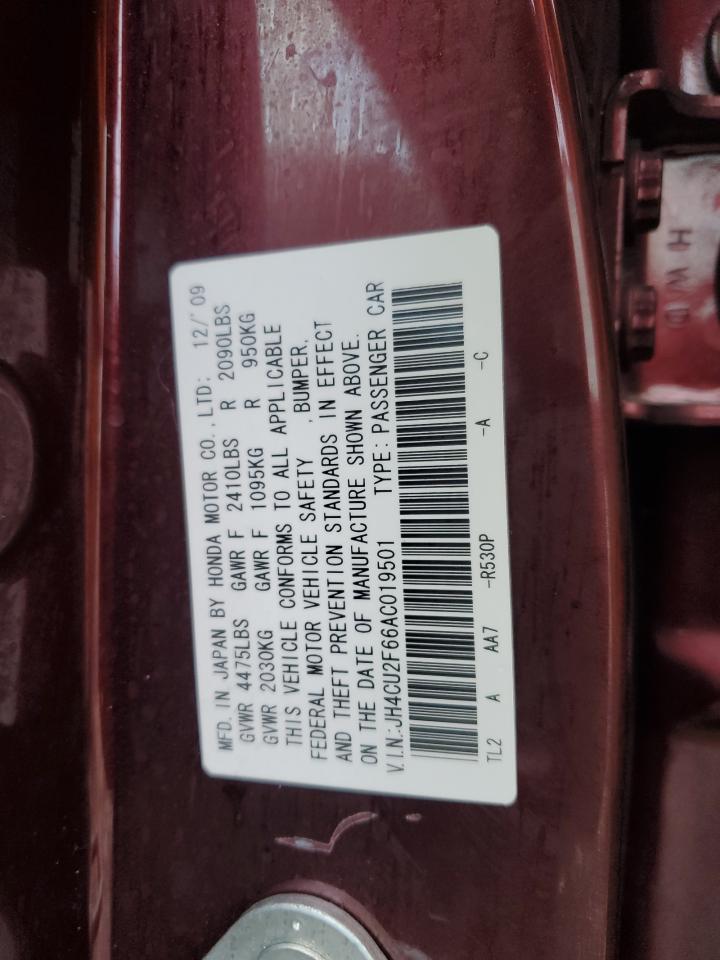 MFD. IN JAPAN BY HONDA MOTOR CO., LTD: 12/'09
GVWR 4475LBS GAWR F 2410LBS R 2090LBS
GVWR 2030KG GAWR F 1095KG R 950KG
THIS VEHICLE CONFORMS TO ALL APPLICABLE
FEDERAL MOTOR VEHICLE SAFETY ,BUMPER,
AND THEFT PREVENTION STANDARDS IN EFFECT
ON THE DATE OF MANUFACTURE SHOWN ABOVE.
V.I.N.:JH4CU2F66AC019501 TYPE:PASSENGER CAR
TL2 A AA7 -R530P -A -C
HWD